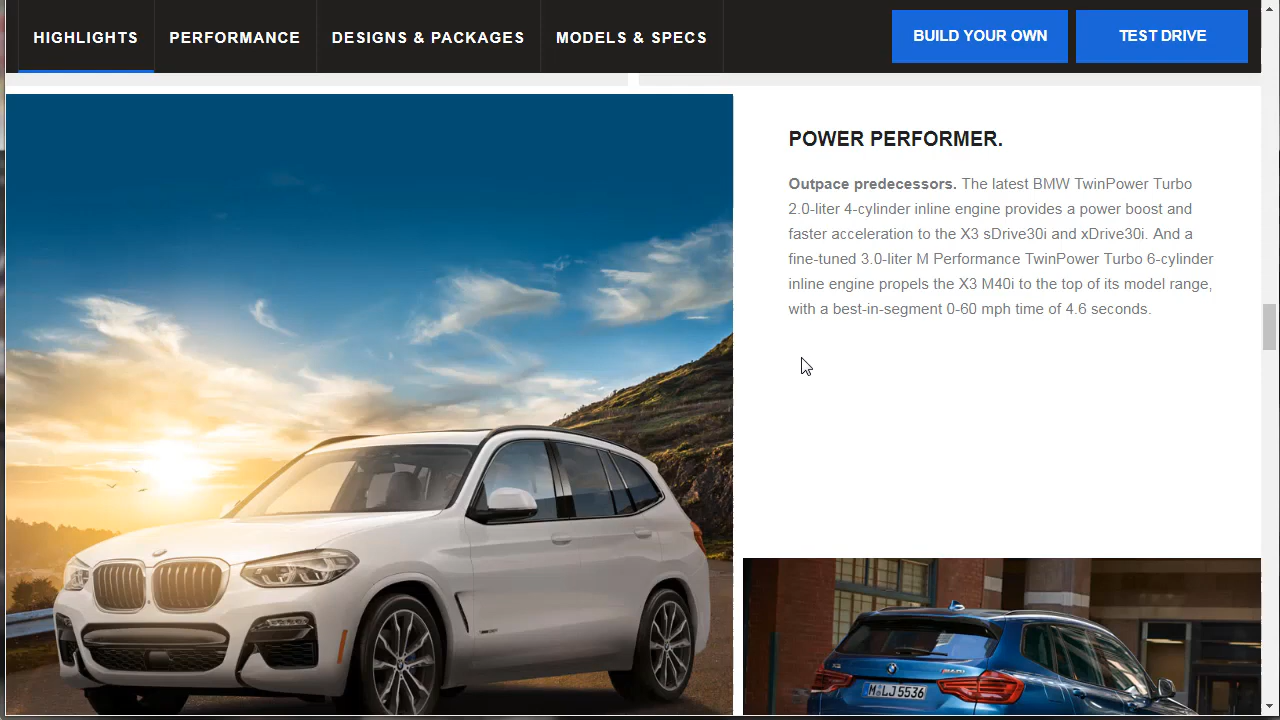 HIGHLIGHTS
PERFORMANCE
DESIGNS & PACKAGES
MODELS & SPECS
BUILD YOUR OWN
TEST DRIVE
POWER PERFORMER.
Outpace predecessors. The latest BMW TwinPower Turbo
2.0-liter 4-cylinder inline engine provides a power boost and
faster acceleration to the X3 sDrive30i and xDrive30i. And a
fine-tuned 3.0-liter M Performance TwinPower Turbo 6-cylinder
inline engine propels the X3 M40i to the top of its model range,
with a best-in-segment 0-60 mph time of 4.6 seconds.
X3
M40i
M LJ 5536